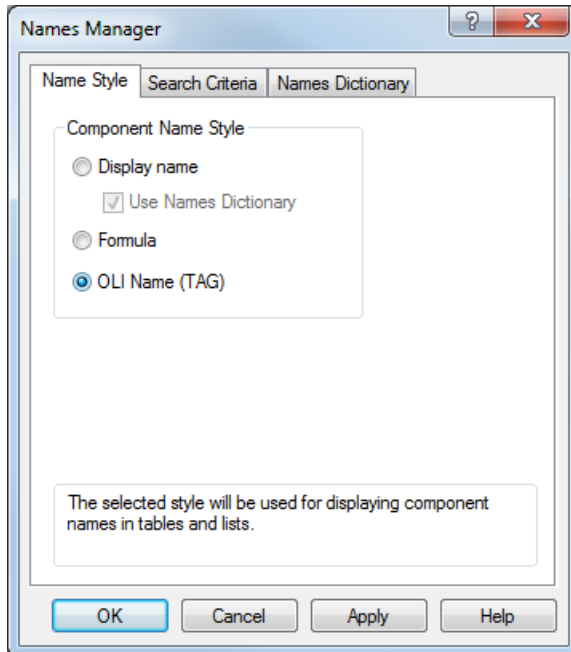 Names Manager
Name Style
Search Criteria
Names Dictionary
Component Name Style
Display name
Use Names Dictionary
Formula
OLI Name (TAG)
The selected style will be used for displaying component
names in tables and lists.
OK
Cancel
Apply
Help